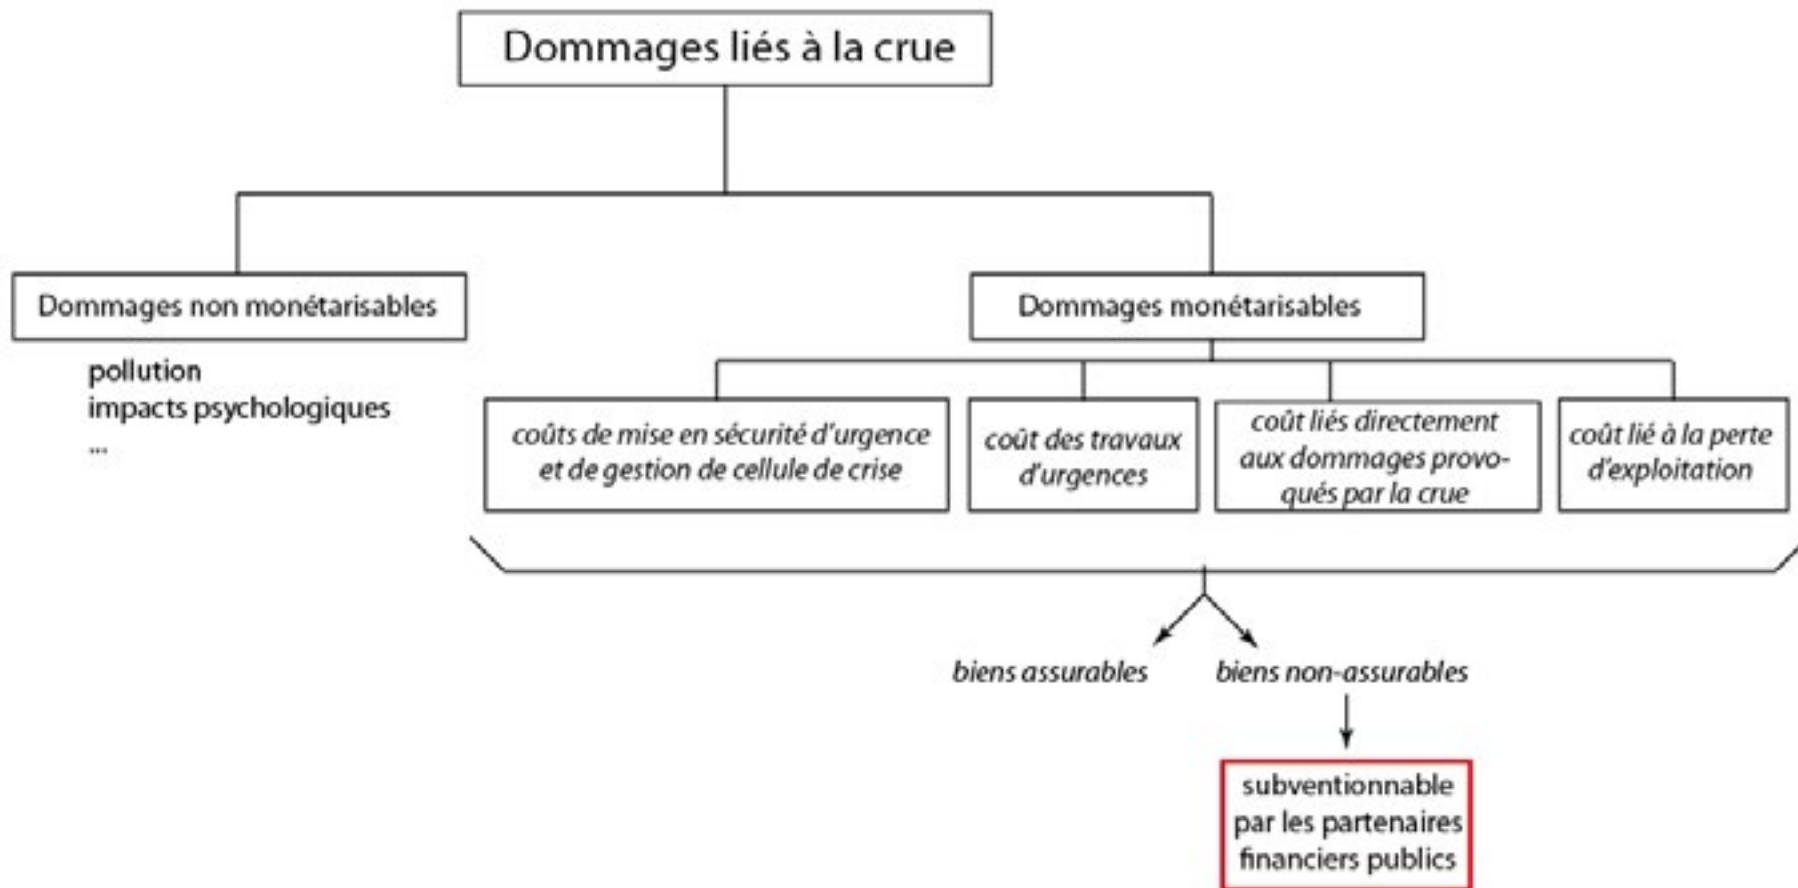 Dommages liés à la crue
Dommages non monétarisables
pollution
impacts psychologiques
...
Dommages monétarisables
coûts de mise en sécurité d'urgence
et de gestion de cellule de crise
coût des travaux
d'urgences
coût liés directement
aux dommages provo-
qués par la crue
coût lié à la perte
d'exploitation
biens assurables
biens non-assurables
subventionnable
par les partenaires
financiers publics